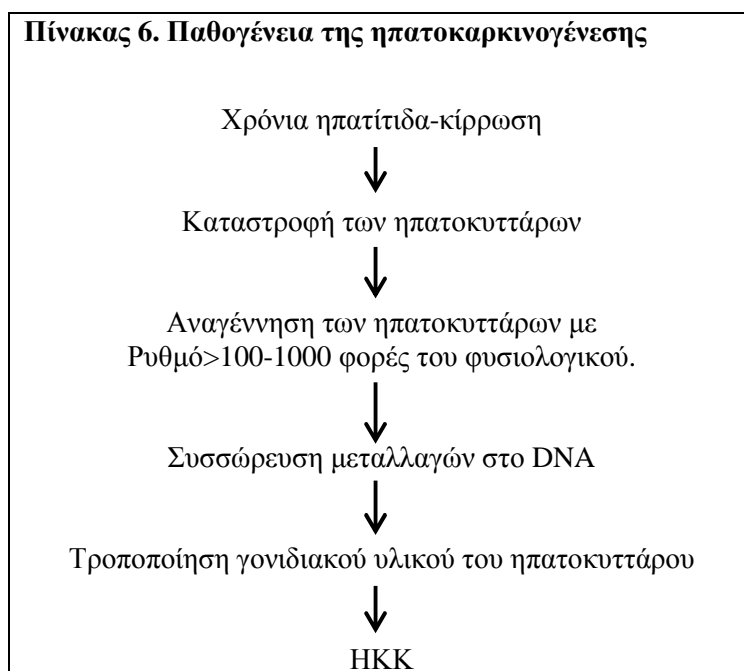 Πίνακας 6. Παθογένεια της ηπατοκαρκινογένεσης
Χρόνια ηπατίτιδα-κίρρωση
Καταστροφή των ηπατοκυττάρων
Αναγέννηση των ηπατοκυττάρων με
Ρυθμό>100-1000 φορές του φυσιολογικού.
Συσσώρευση μεταλλαγών στο DNA
Τροποποίηση γονιδιακού υλικού του ηπατοκυττάρου
ΗΚΚ